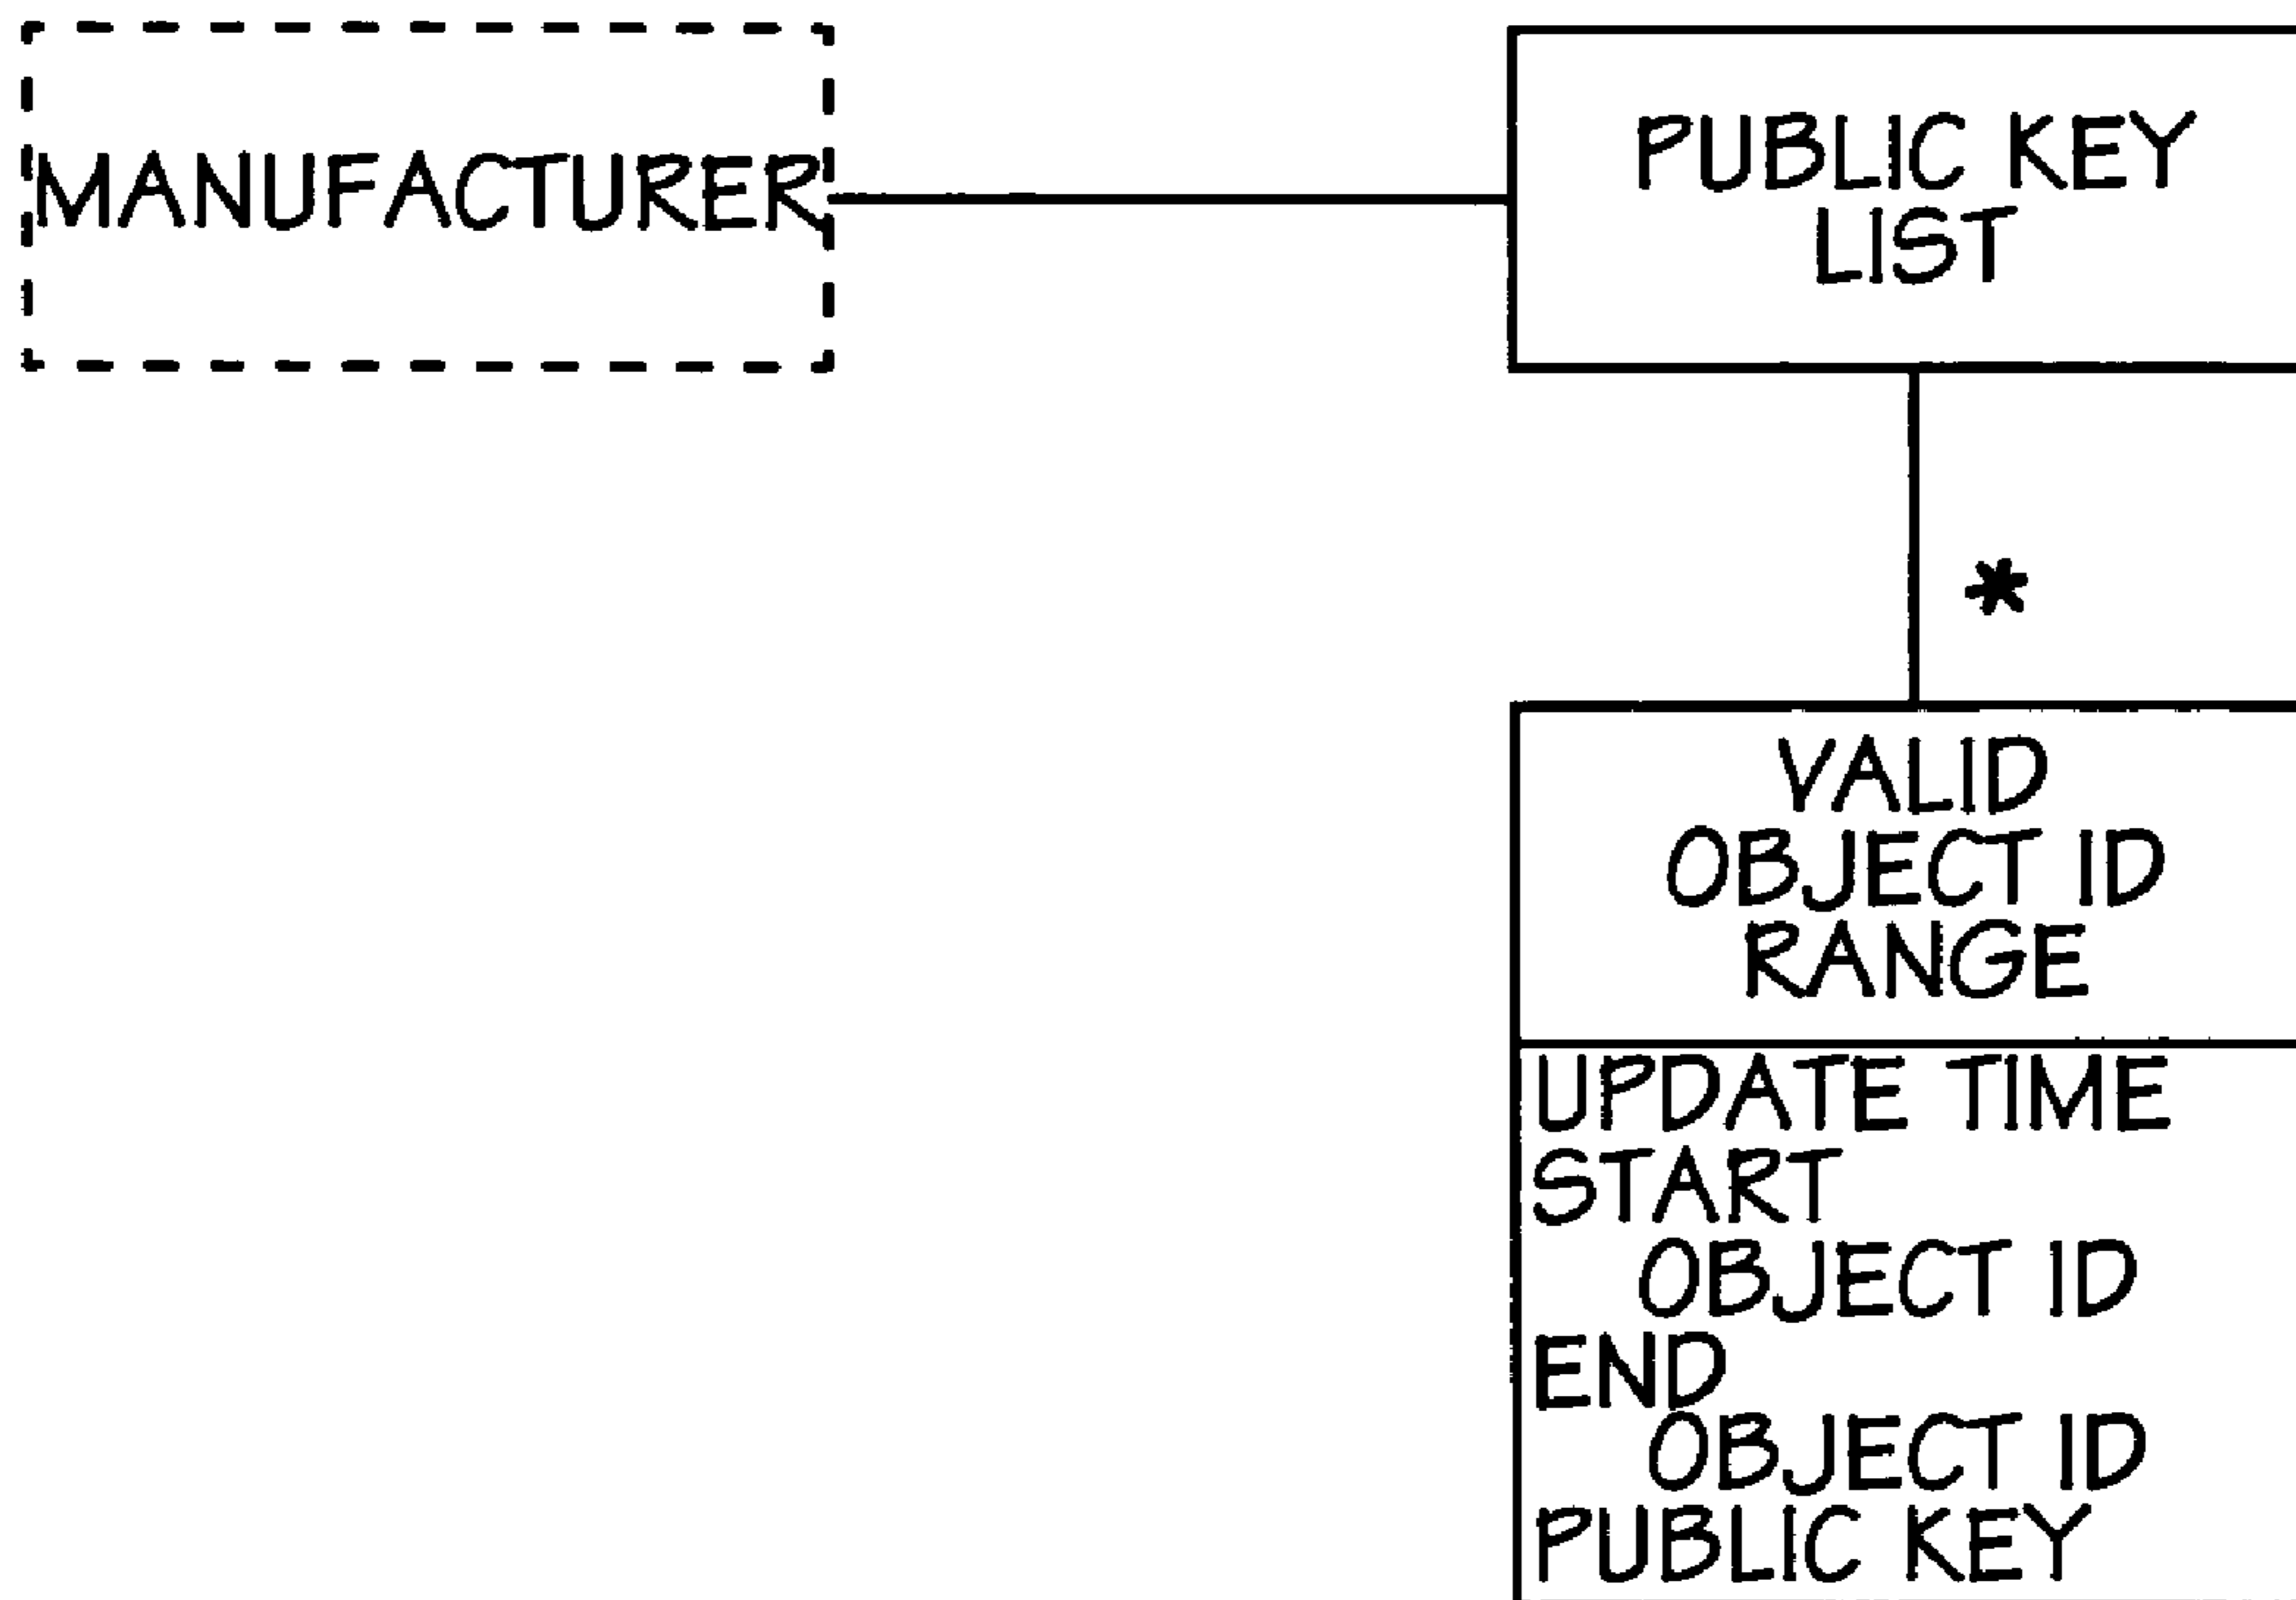 MANUFACTURER
PUBLIC KEY
LIST
*
VALID
OBJECT ID
RANGE
UPDATE TIME
START
OBJECT ID
END
OBJECT ID
PUBLIC KEY